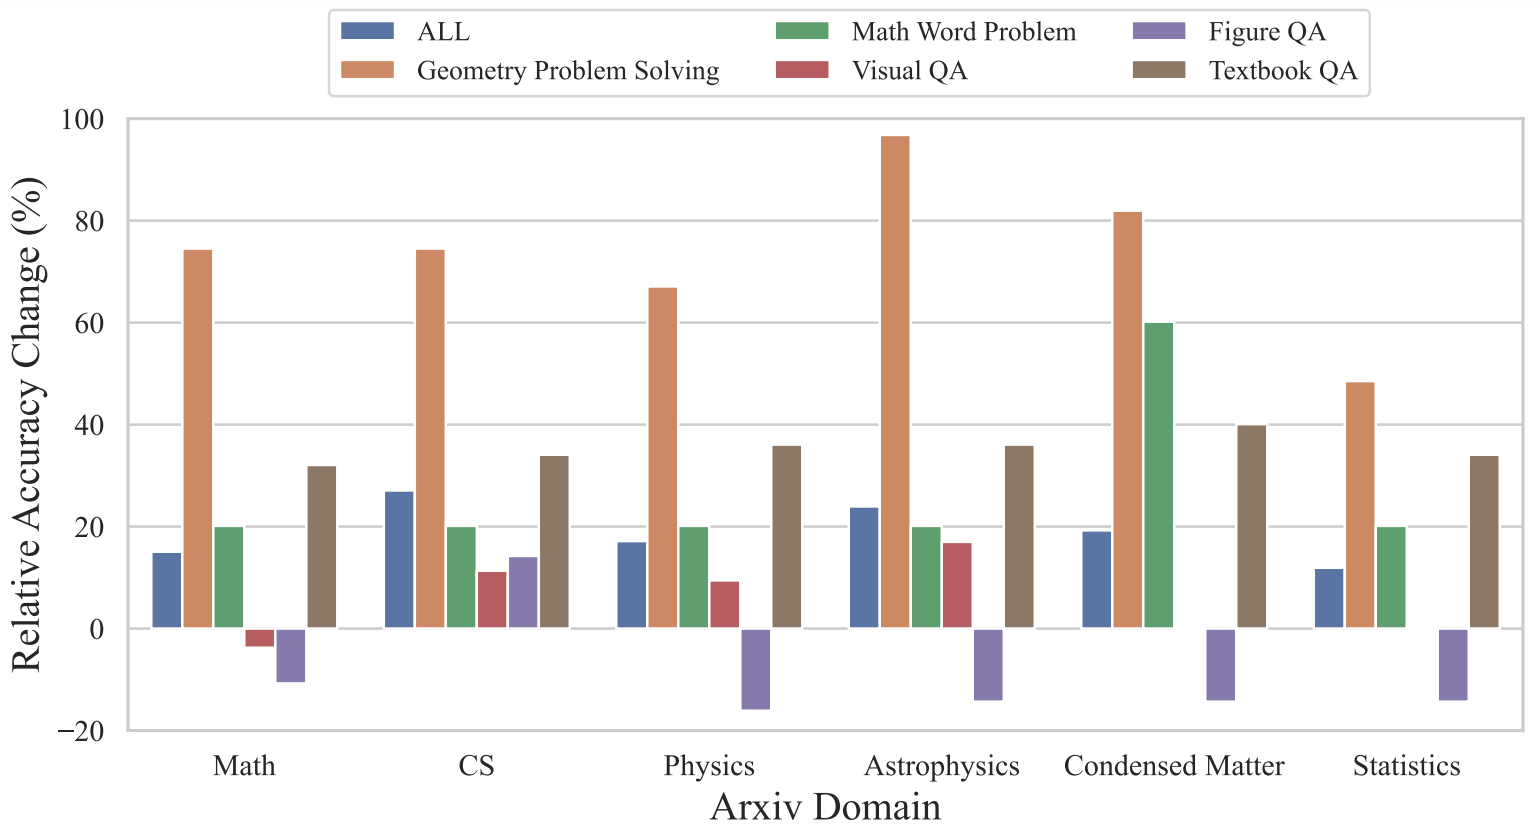 ALL Math Word Problem Figure QA
Geometry Problem Solving Visual QA Textbook QA
100
80
60
40
20
0
−20
Relative Accuracy Change (%)
Math CS Physics Astrophysics Condensed Matter Statistics
Arxiv Domain